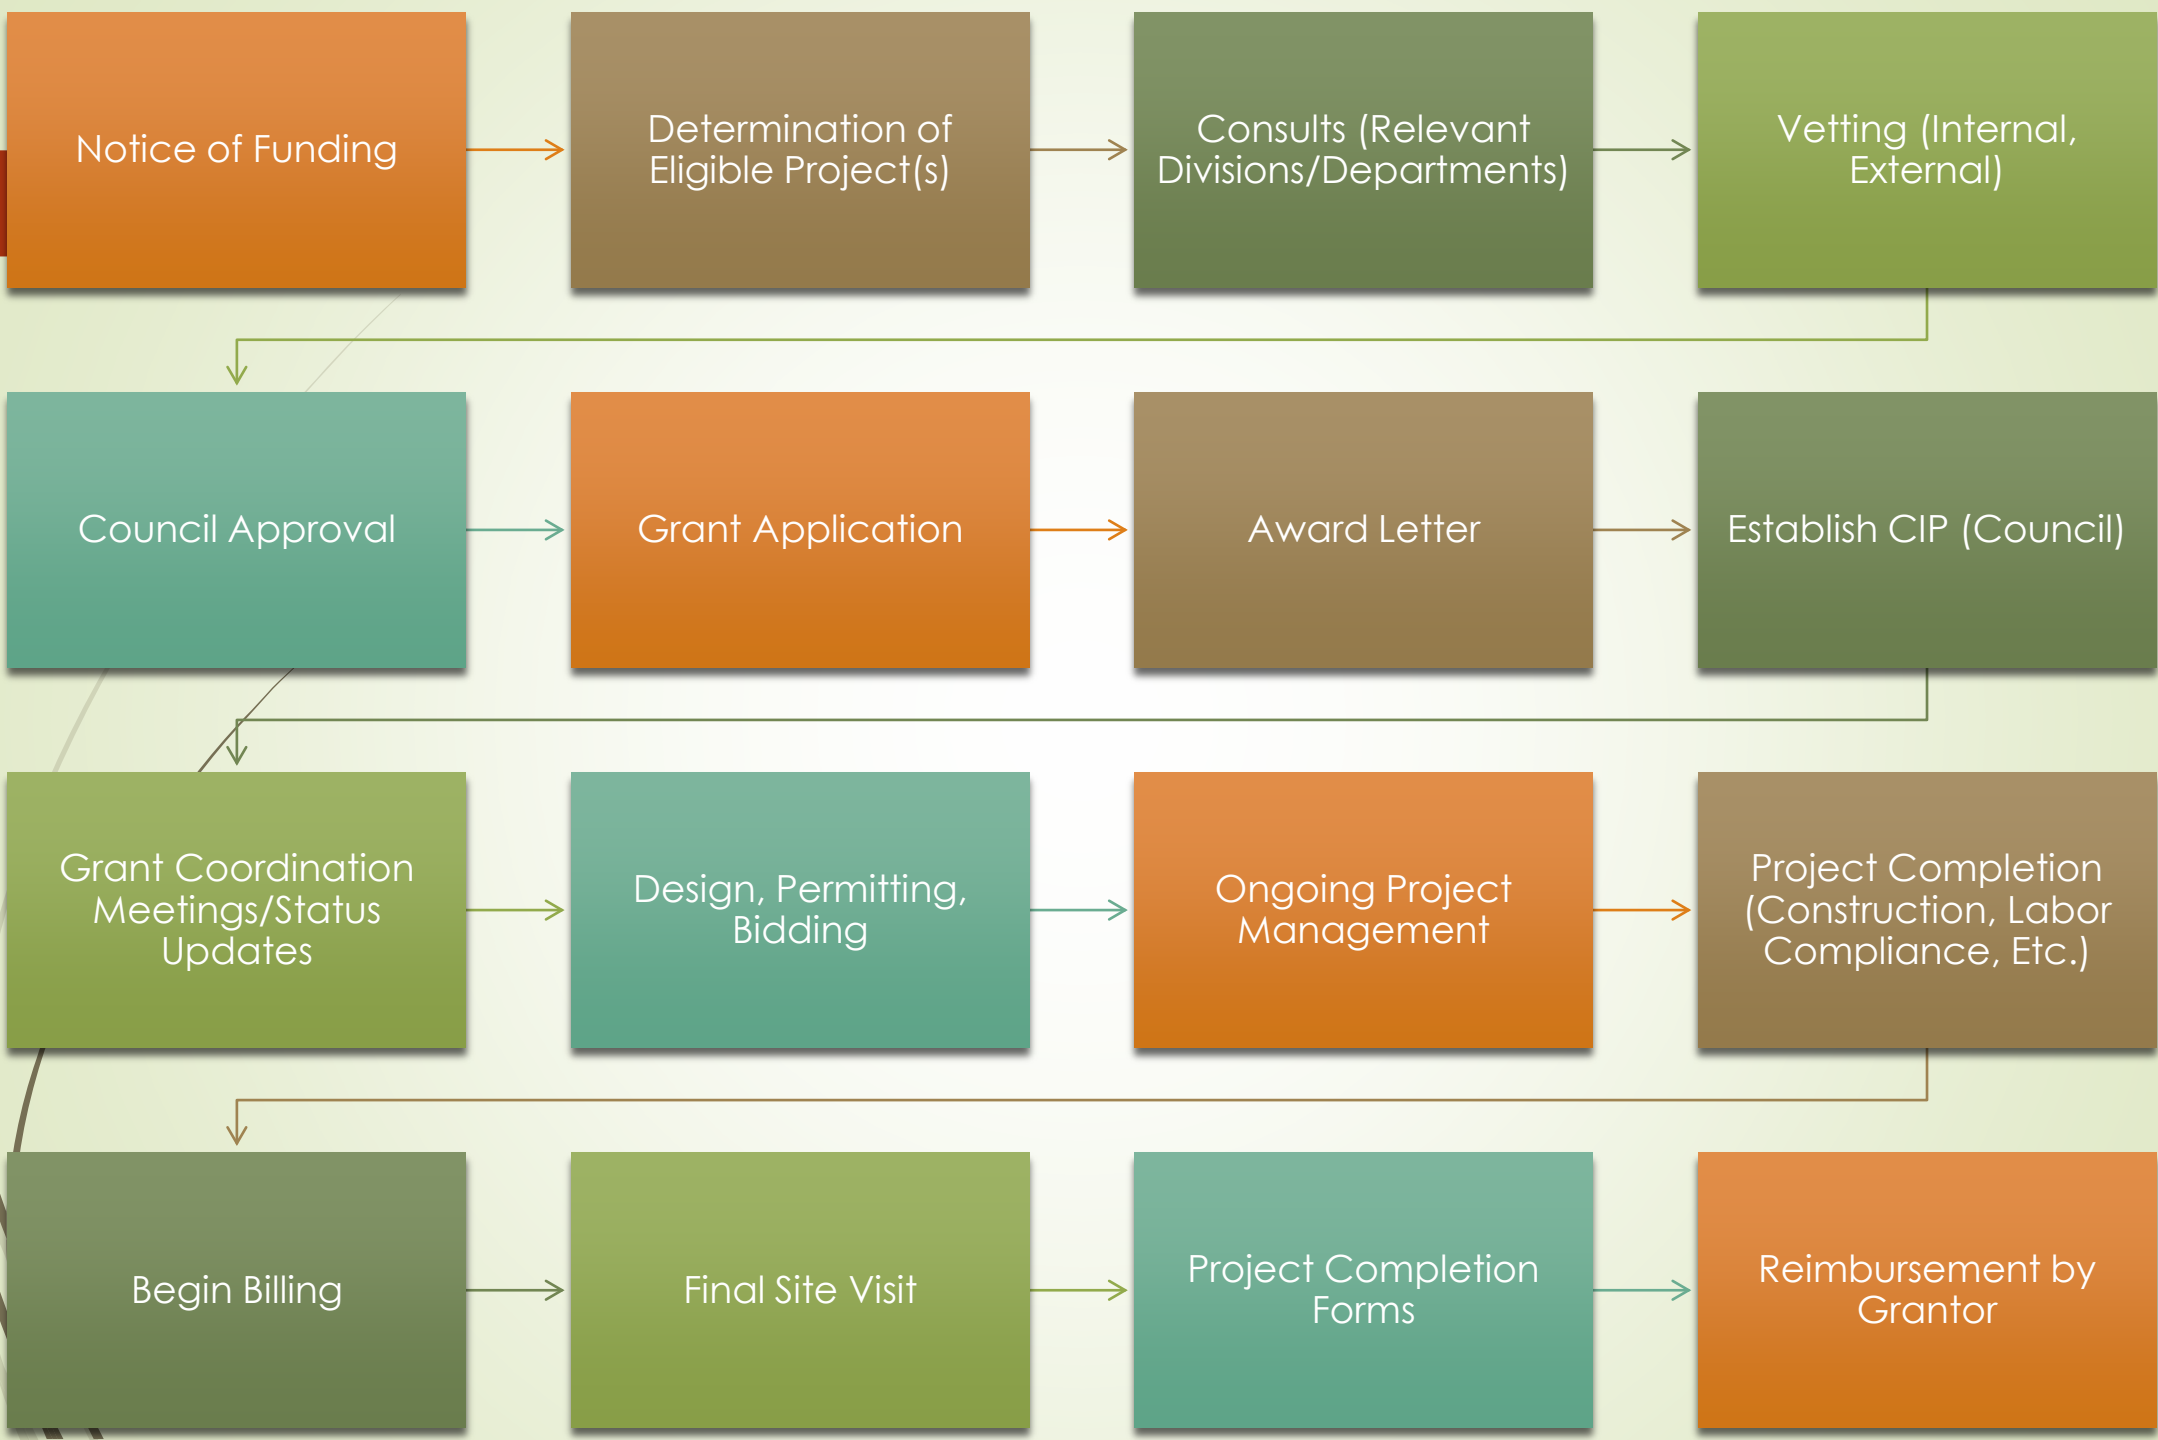 Notice of Funding
Determination of
Eligible Project(s)
Consults (Relevant
Divisions/Departments)
Vetting (Internal,
External)
Council Approval
Grant Application
Award Letter
Establish CIP (Council)
Grant Coordination
Meetings/Status
Updates
Design, Permitting,
Bidding
Ongoing Project
Management
Project Completion
(Construction, Labor
Compliance, Etc.)
Begin Billing
Final Site Visit
Project Completion
Forms
Reimbursement by
Grantor